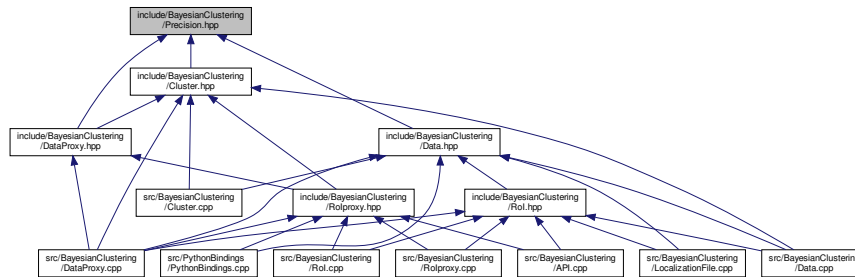 include/BayesianClustering
/Precision.hpp
include/BayesianClustering
/Cluster.hpp
include/BayesianClustering
/DataProxy.hpp
include/BayesianClustering
/Data.hpp
src/BayesianClustering
/Cluster.cpp
include/BayesianClustering
/RoIproxy.hpp
include/BayesianClustering
/RoI.hpp
src/BayesianClustering
/DataProxy.cpp
src/PythonBindings
/PythonBindings.cpp
src/BayesianClustering
/RoI.cpp
src/BayesianClustering
/RoIproxy.cpp
src/BayesianClustering
/API.cpp
src/BayesianClustering
/LocalizationFile.cpp
src/BayesianClustering
/Data.cpp